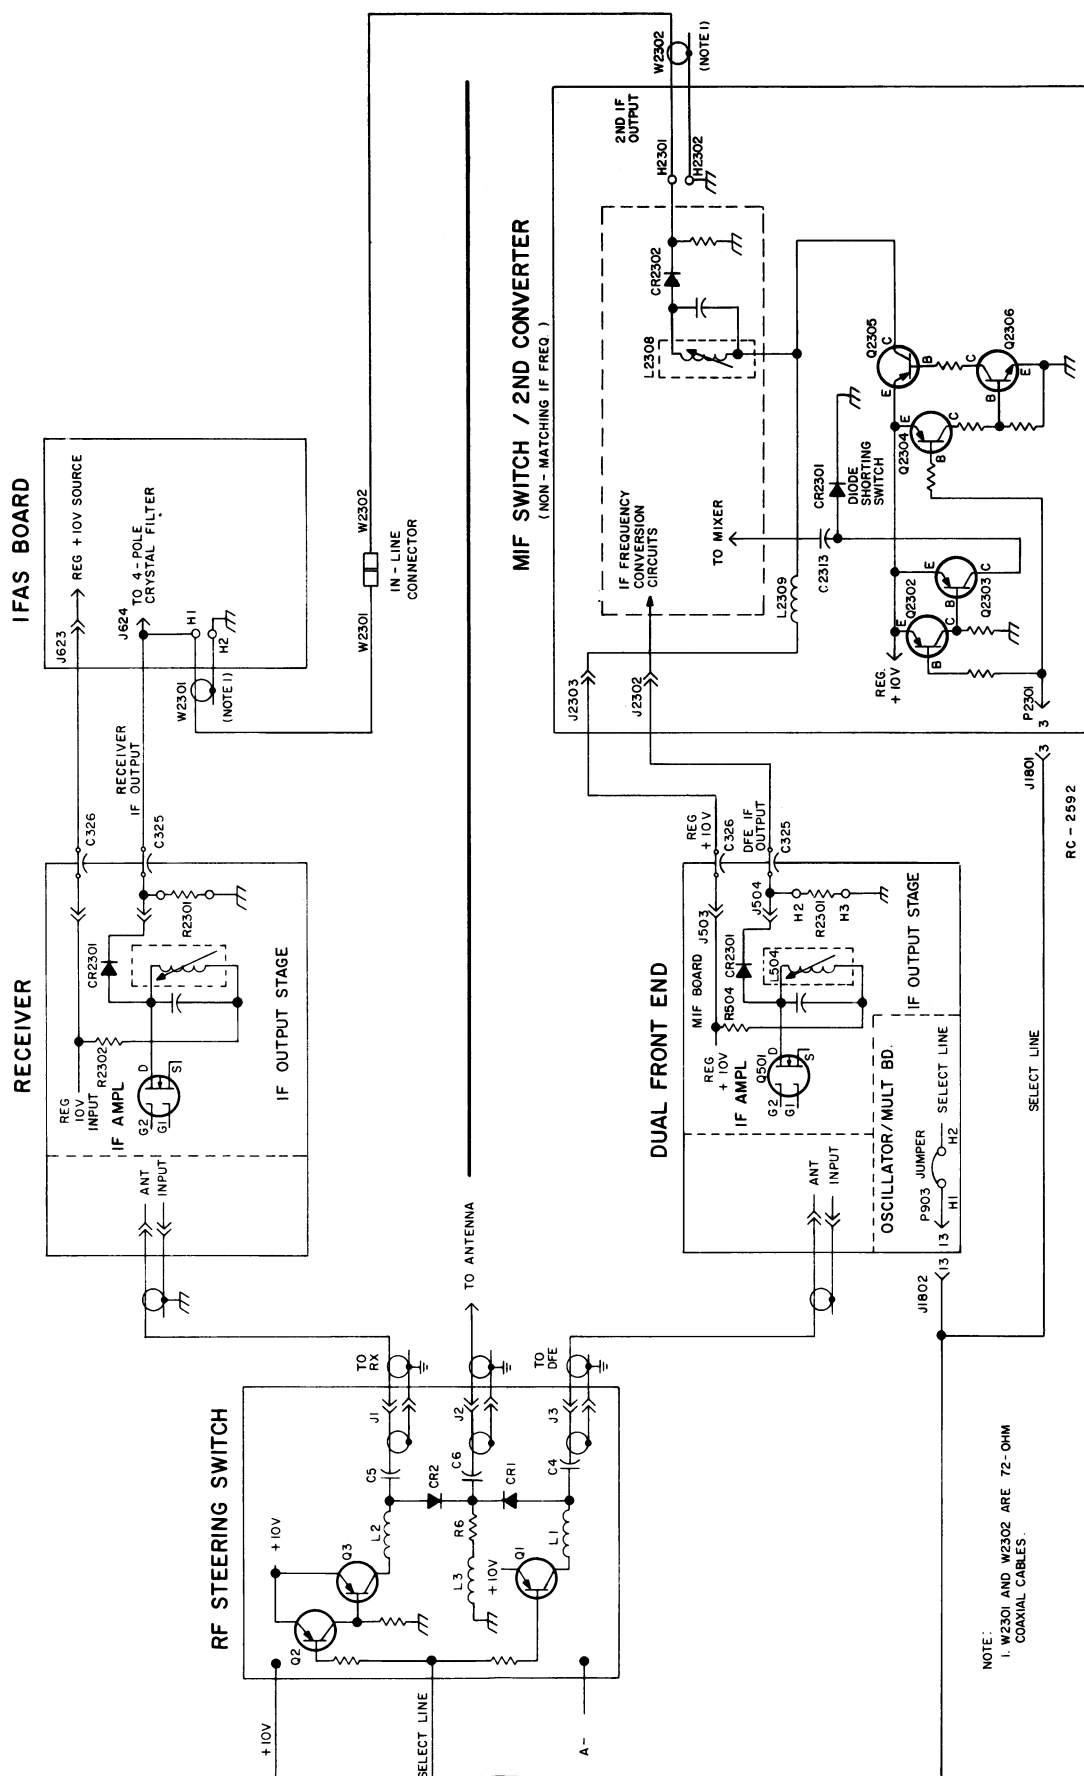 IFAS BOARD
J623
REG +10V SOURCE
J624
TO 4-POLE
CRYSTAL FILTER
H1
H2
W2301
(NOTE 1)
RECEIVER
IF OUTPUT
W2301
W2302
IN-LINE
CONNECTOR
W2302
(NOTE 1)
RECEIVER
C326
C325
CR2301
R2301
REG
10V
INPUT
R2302
IF AMPL
G2
G1
D
S
IF OUTPUT STAGE
ANT
INPUT
MIF SWITCH / 2ND CONVERTER
(NON-MATCHING IF FREQ.)
2ND IF
OUTPUT
H2301
H2302
CR2302
L2308
IF FREQUENCY
CONVERSION
CIRCUITS
TO MIXER
C2313
CR2301
DIODE
SHORTING
SWITCH
L2309
J2303
J2302
REG.
+10V
Q2302
E
B
C
Q2303
E
B
C
Q2304
E
B
C
Q2305
E
B
C
Q2306
C
B
E
P2301
3
3
J1801
DUAL FRONT END
REG
+10V
C326
DFE IF
OUTPUT
C325
J503
J504
MIF BOARD
R504
CR2301
L504
H2
R2301
H3
REG
+10V
IF AMPL
Q501
G2
G1
D
S
IF OUTPUT STAGE
ANT
INPUT
OSCILLATOR/MULT BD.
P903
JUMPER
H1
H2
SELECT LINE
13
13
J1802
SELECT LINE
RC-2592
RF STEERING SWITCH
TO
RX
TO ANTENNA
TO
DFE
J1
J2
J3
C5
C6
C4
CR2
CR1
L2
R6
L3
L1
+10V
Q3
Q2
+10V
Q1
+10V
SELECT LINE
A-
NOTE:
1. W2301 AND W2302 ARE 72-OHM
COAXIAL CABLES.